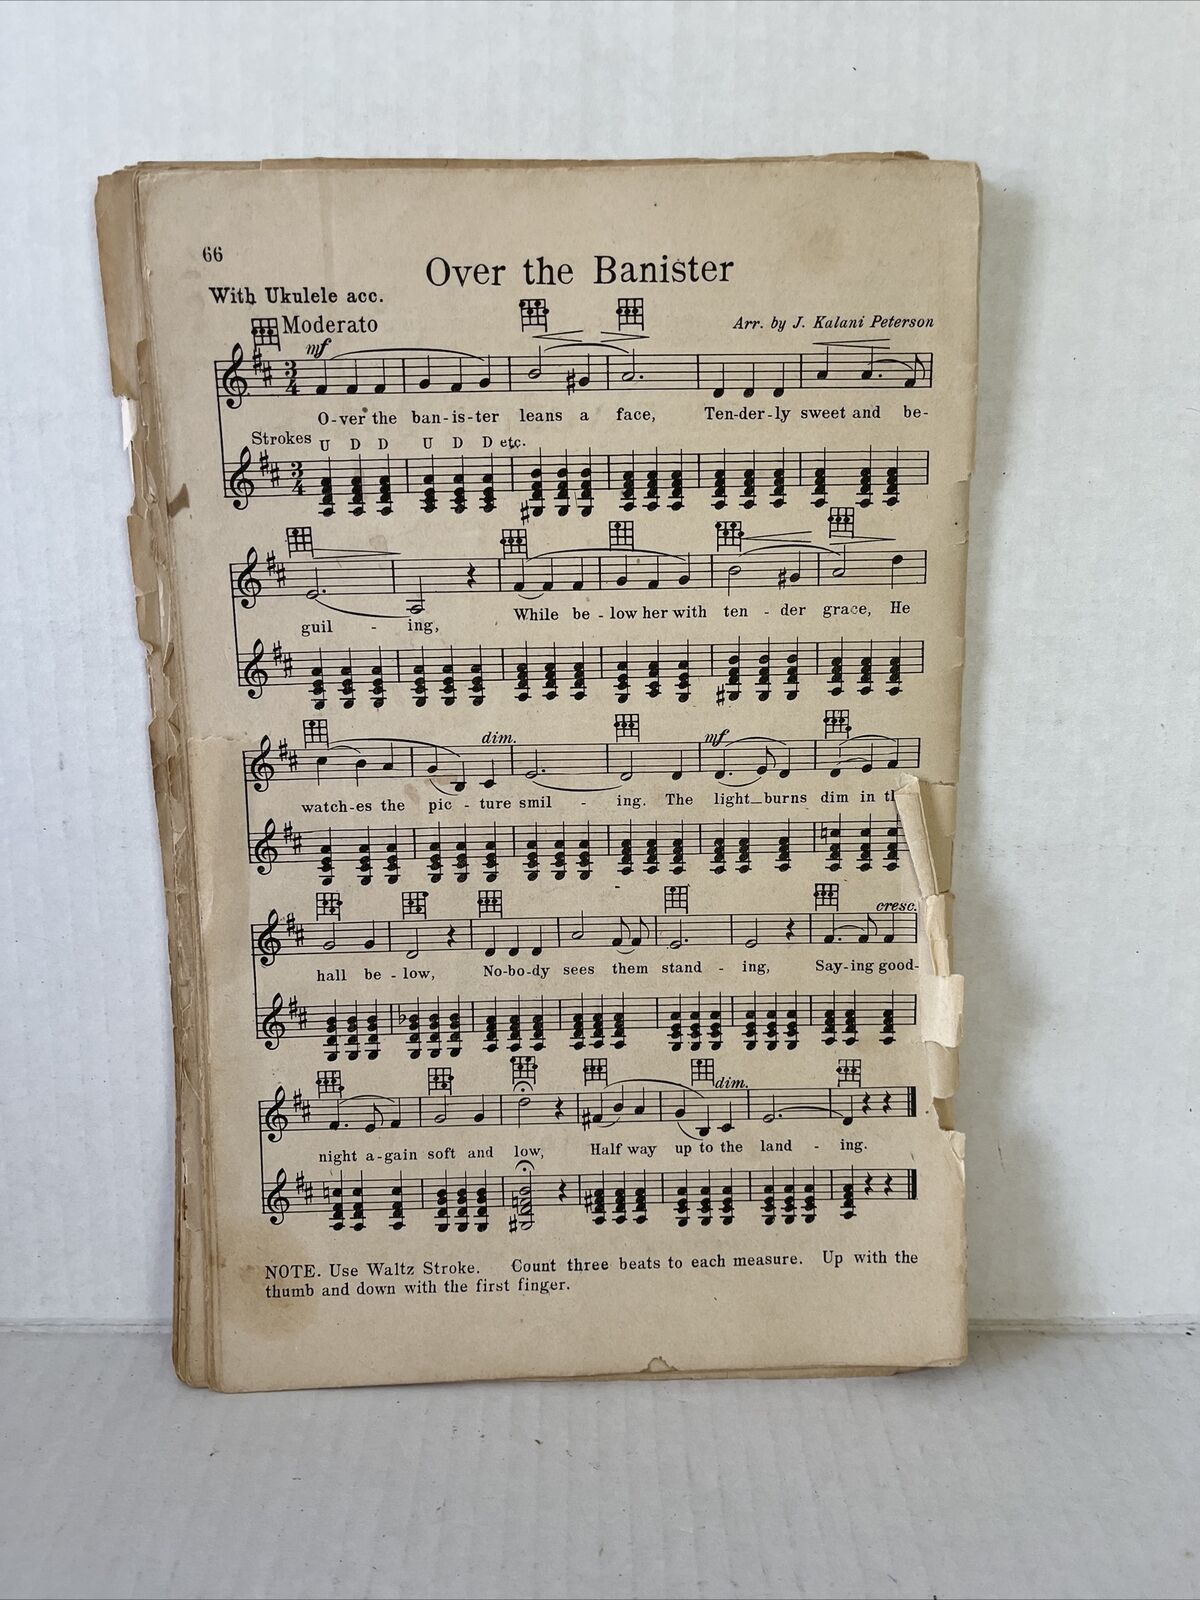 66
Over the Banister
With Ukulele acc.
Moderato
Arr. by J. Kalani Peterson
mf
O-ver the ban-is-ter leans a face, Ten-der-ly sweet and be-
Strokes U D D U D D etc.
3
4
3
4
guil - ing, While be - low her with ten - der grace, He
dim. mf
watch-es the pic - ture smil - ing. The light burns dim in
cresc.
hall be - low, No-bo-dy sees them stand - ing, Say-ing good-
dim.
night a-gain soft and low, Half way up to the land - ing.
NOTE. Use Waltz Stroke. Count three beats to each measure. Up with the
thumb and down with the first finger.